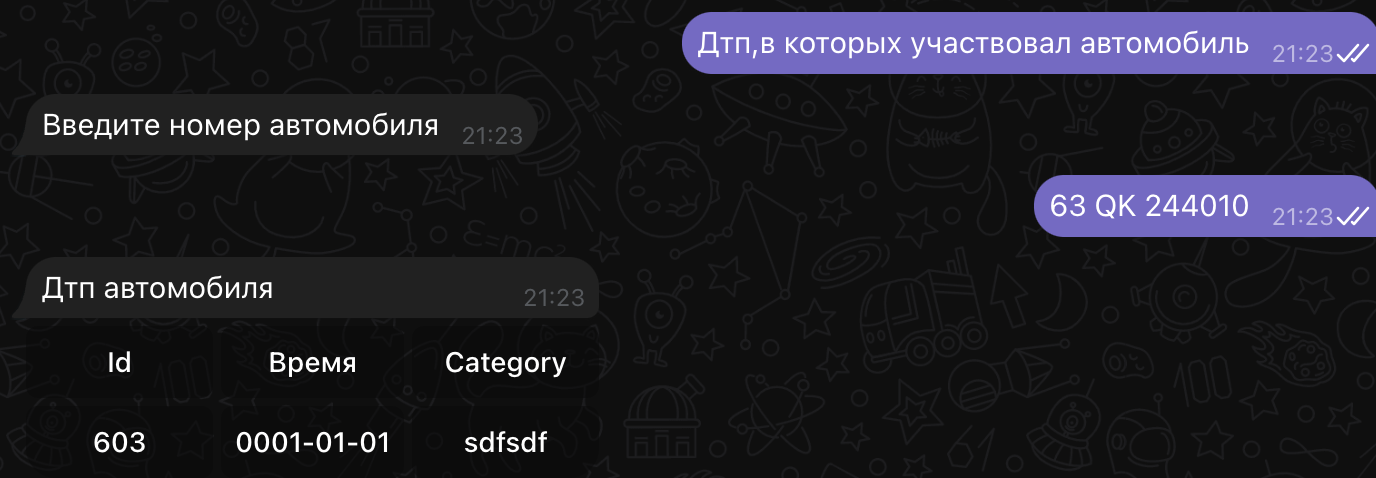 Дтп,в которых участвовал автомобиль 21:23
Введите номер автомобиля 21:23
63 QK 244010 21:23
Дтп автомобиля 21:23
Id Время Category
603 0001-01-01 sdfsdf